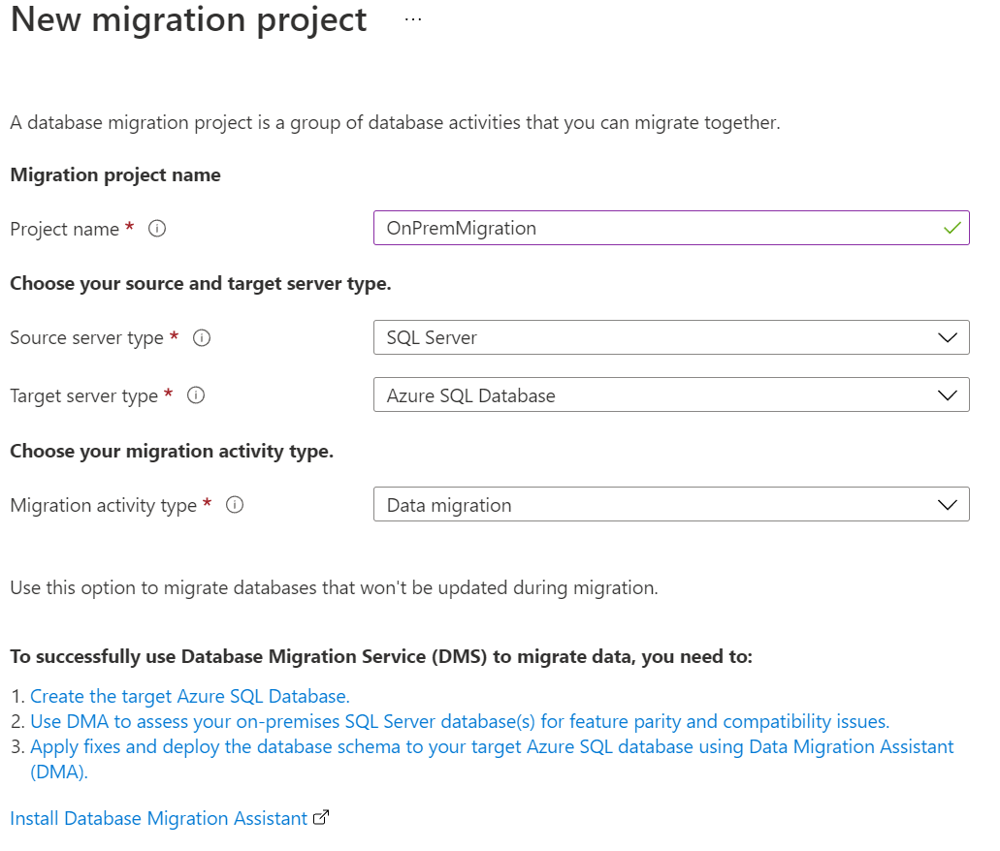 New migration project ...
A database migration project is a group of database activities that you can migrate together.
Migration project name
Project name * OnPremMigration
Choose your source and target server type.
Source server type * SQL Server
Target server type * Azure SQL Database
Choose your migration activity type.
Migration activity type * Data migration
Use this option to migrate databases that won't be updated during migration.
To successfully use Database Migration Service (DMS) to migrate data, you need to:
1. Create the target Azure SQL Database.
2. Use DMA to assess your on-premises SQL Server database(s) for feature parity and compatibility issues.
3. Apply fixes and deploy the database schema to your target Azure SQL database using Data Migration Assistant
(DMA).
Install Database Migration Assistant